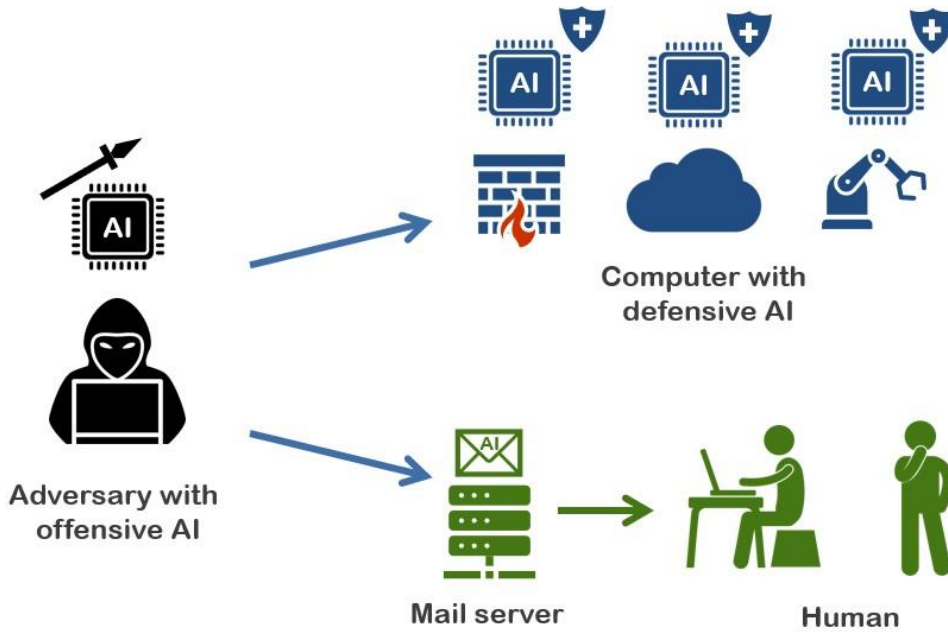 AI
AI
AI
AI
Computer with
defensive AI
Adversary with
offensive AI
AI
Mail server
Human